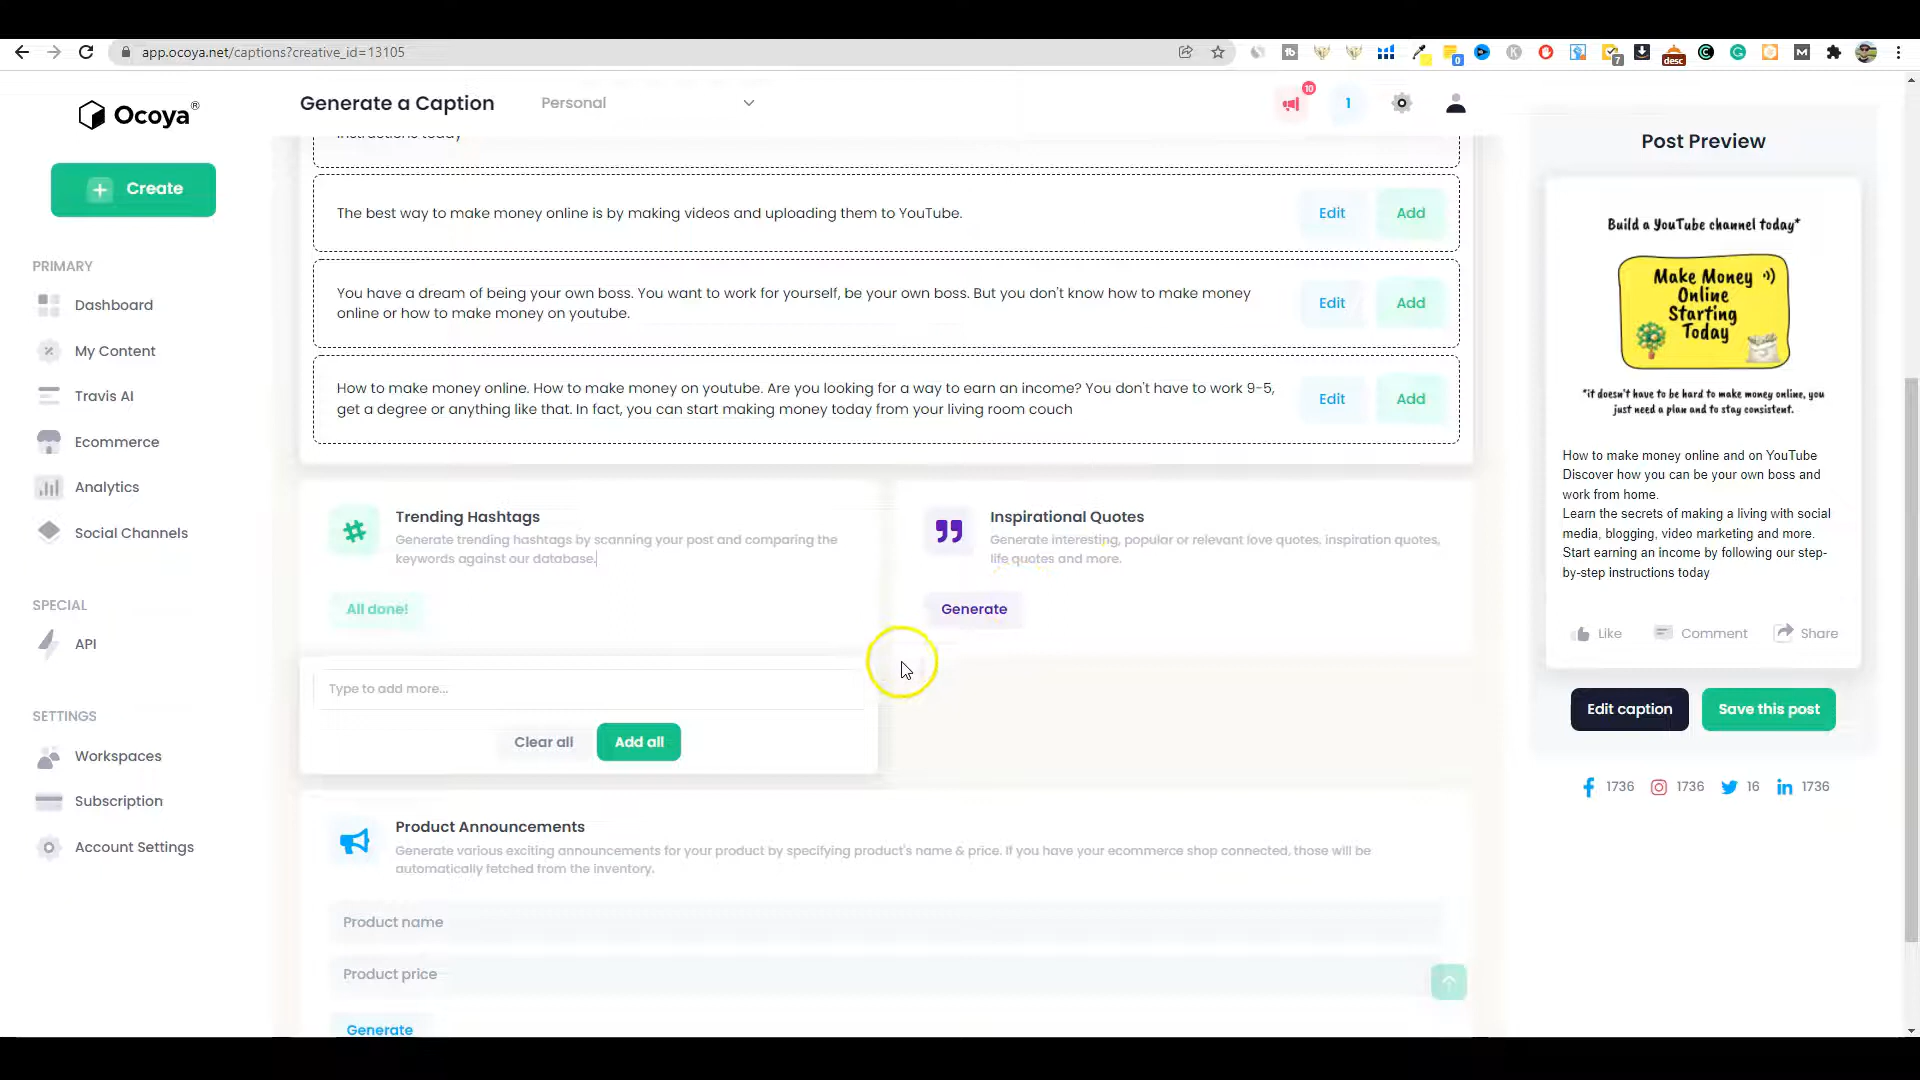 app.ocoya.net/captions?creative_id=13105
0
7
desc
Ocoya®
Generate a Caption
Personal
10
1
Post Preview
+ Create
instructions today
The best way to make money online is by making videos and uploading them to YouTube.
Edit
Add
You have a dream of being your own boss. You want to work for yourself, be your own boss. But you don't know how to make money
online or how to make money on youtube.
Edit
Add
How to make money online. How to make money on youtube. Are you looking for a way to earn an income? You don't have to work 9-5,
get a degree or anything like that. In fact, you can start making money today from your living room couch
Edit
Add
PRIMARY
Dashboard
My Content
Travis AI
Ecommerce
Analytics
Social Channels
SPECIAL
API
SETTINGS
Workspaces
Subscription
Account Settings
Trending Hashtags
Generate trending hashtags by scanning your post and comparing the
keywords against our database.
All done!
Type to add more...
Clear all
Add all
Inspirational Quotes
Generate interesting, popular or relevant love quotes, inspiration quotes,
life quotes and more.
Generate
Product Announcements
Generate various exciting announcements for your product by specifying product's name & price. If you have your ecommerce shop connected, those will be
automatically fetched from the inventory.
Product name
Product price
Generate
Build a YouTube channel today*
Make Money
Online
Starting
Today
*it doesn't have to be hard to make money online, you
just need a plan and to stay consistent.
How to make money online and on YouTube
Discover how you can be your own boss and
work from home.
Learn the secrets of making a living with social
media, blogging, video marketing and more.
Start earning an income by following our step-
by-step instructions today
Like
Comment
Share
Edit caption
Save this post
1736
1736
16
1736